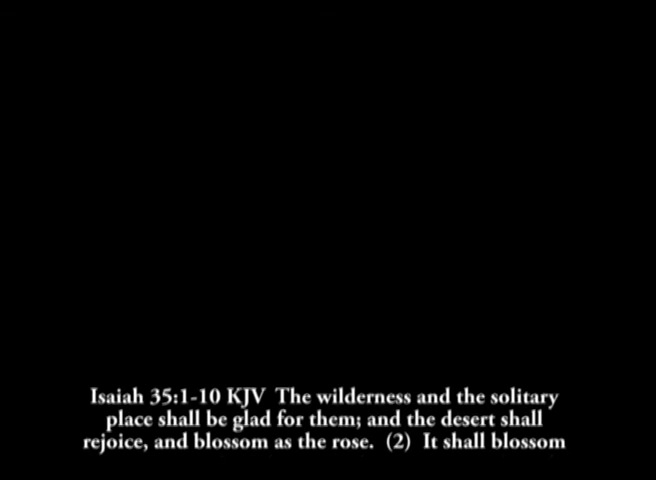 Isaiah 35:1-10 KJV  The wilderness and the solitary
place shall be glad for them; and the desert shall
rejoice, and blossom as the rose.  (2)  It shall blossom